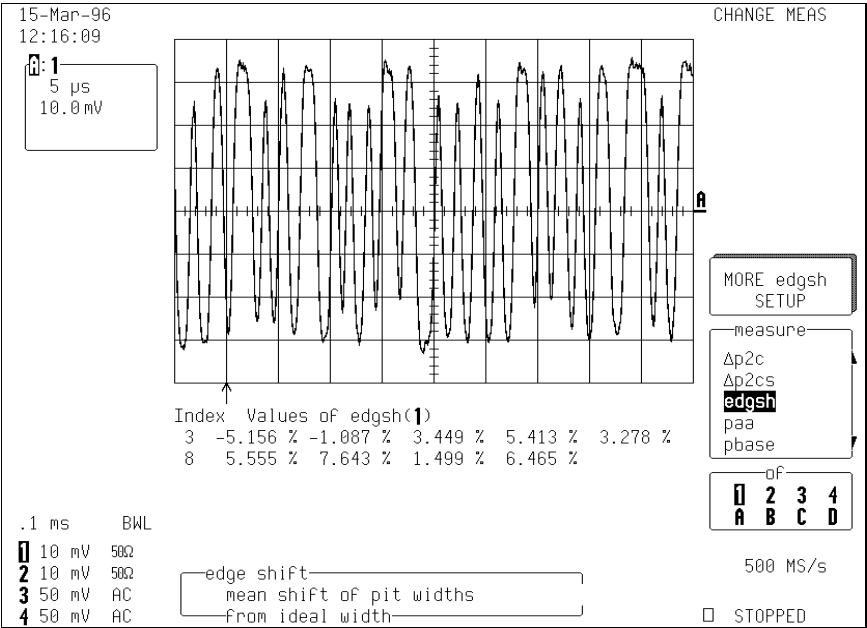 15-Mar-96
12:16:09
CHANGE MEAS
A:1
5 µs
10.0mV
A
MORE edgsh
SETUP
measure
Δp2c
Δp2cs
edgsh
paa
pbase
of
1 2 3 4
A B C D
Index Values of edgsh(1)
3 -5.156 % -1.087 % 3.449 % 5.413 % 3.278 %
8 5.555 % 7.643 % 1.499 % 6.465 %
.1 ms BWL
1 10 mV 50Ω
2 10 mV 50Ω
3 50 mV AC
4 50 mV AC
edge shift
mean shift of pit widths
from ideal width
500 MS/s
STOPPED